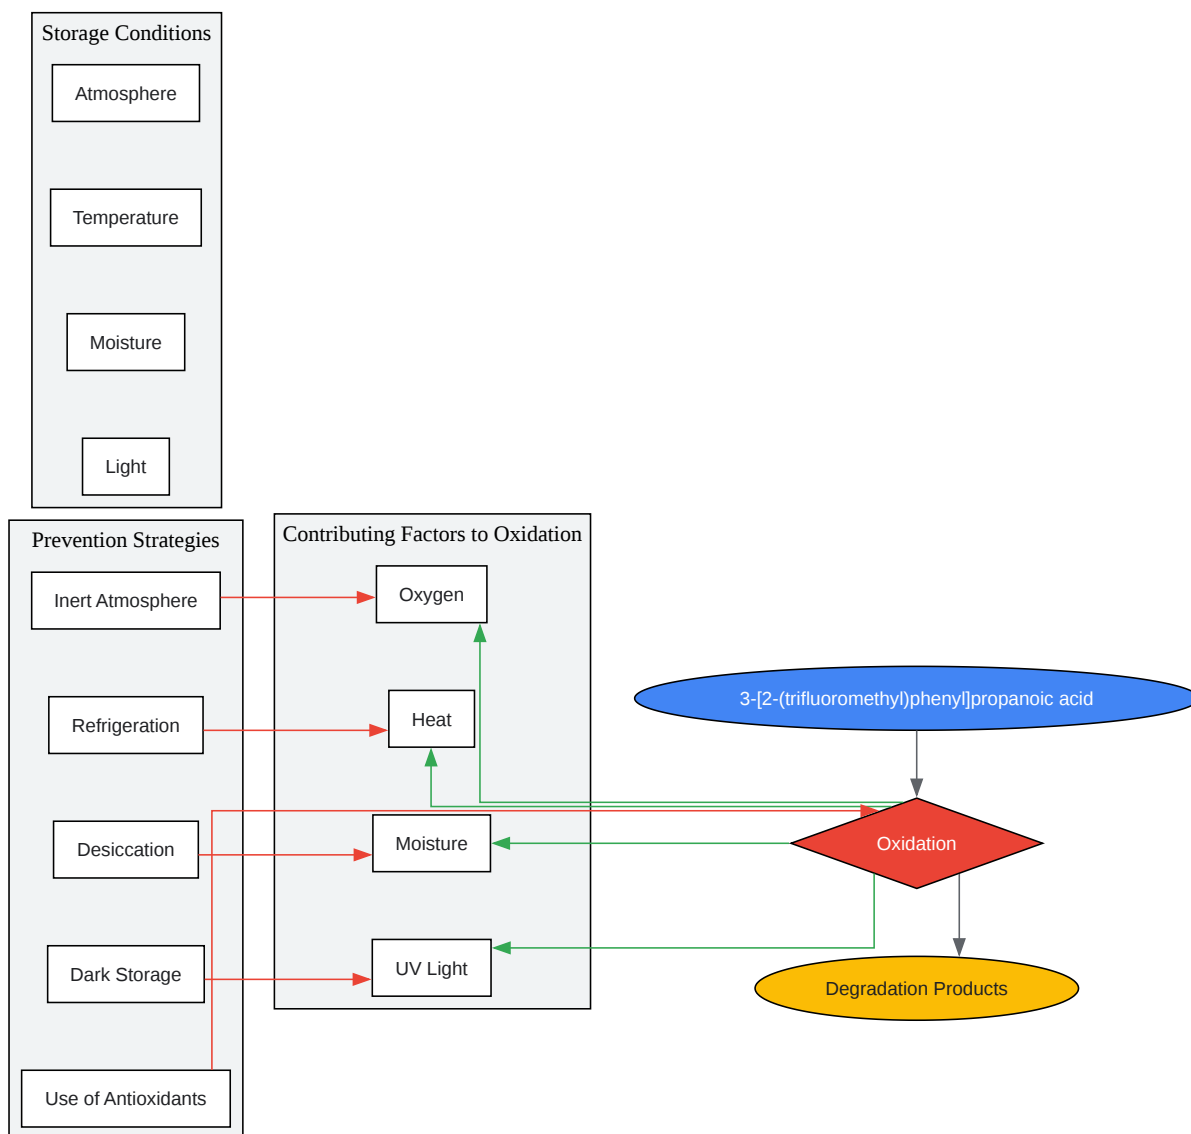 Storage Conditions
Atmosphere
Temperature
Moisture
Light
Prevention Strategies
Inert Atmosphere
Refrigeration
Desiccation
Dark Storage
Use of Antioxidants
Contributing Factors to Oxidation
Oxygen
Heat
Moisture
UV Light
3-[2-(trifluoromethyl)phenyl]propanoic acid
Oxidation
Degradation Products